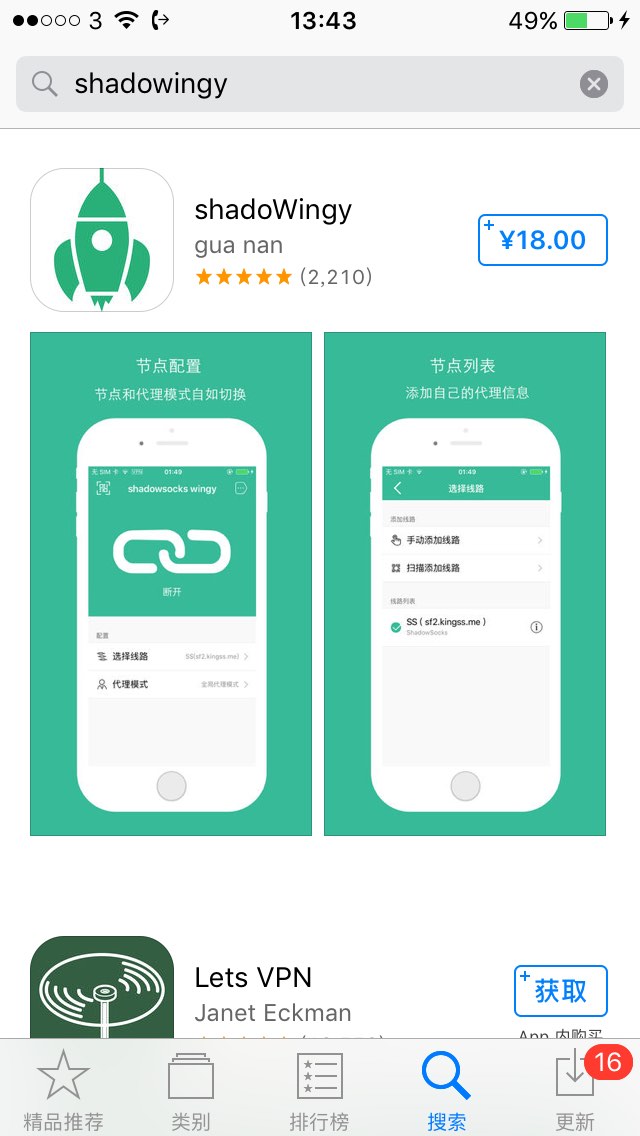 3
13:43
49%
shadowingy
shadoWingy
gua nan
(2,210)
+ ¥18.00
节点配置
节点和代理模式自如切换
无 SIM 卡
01:49
shadowsocks wingy
断开
配置
选择线路
SS(sf2.kingss.me)
代理模式
全局代理模式
节点列表
添加自己的代理信息
无 SIM 卡
01:49
选择线路
添加线路
手动添加线路
扫描添加线路
线路列表
SS ( sf2.kingss.me )
ShadowSocks
Lets VPN
Janet Eckman
+ 获取
App 内购买
16
精品推荐
类别
排行榜
搜索
更新